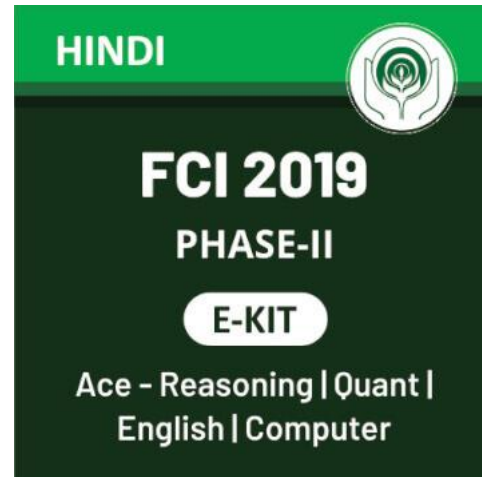 HINDI
FCI 2019
PHASE-II
E-KIT
Ace - Reasoning | Quant |
English | Computer